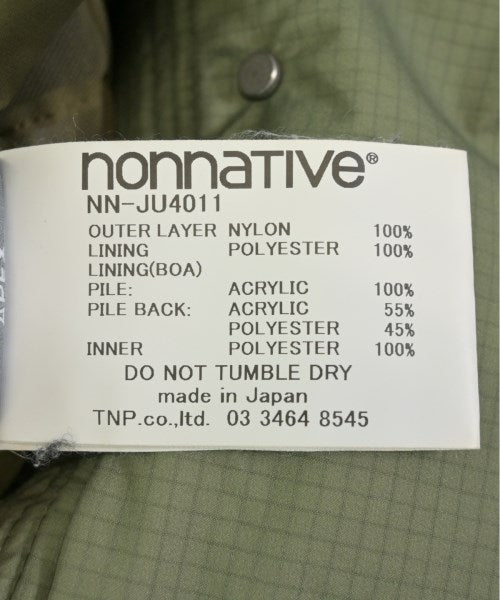 nonnative®
NN-JU4011
OUTER LAYER NYLON 100%
LINING POLYESTER 100%
LINING(BOA)
PILE: ACRYLIC 100%
PILE BACK: ACRYLIC 55%
POLYESTER 45%
INNER POLYESTER 100%
DO NOT TUMBLE DRY
made in Japan
TNP.co.,ltd. 03 3464 8545